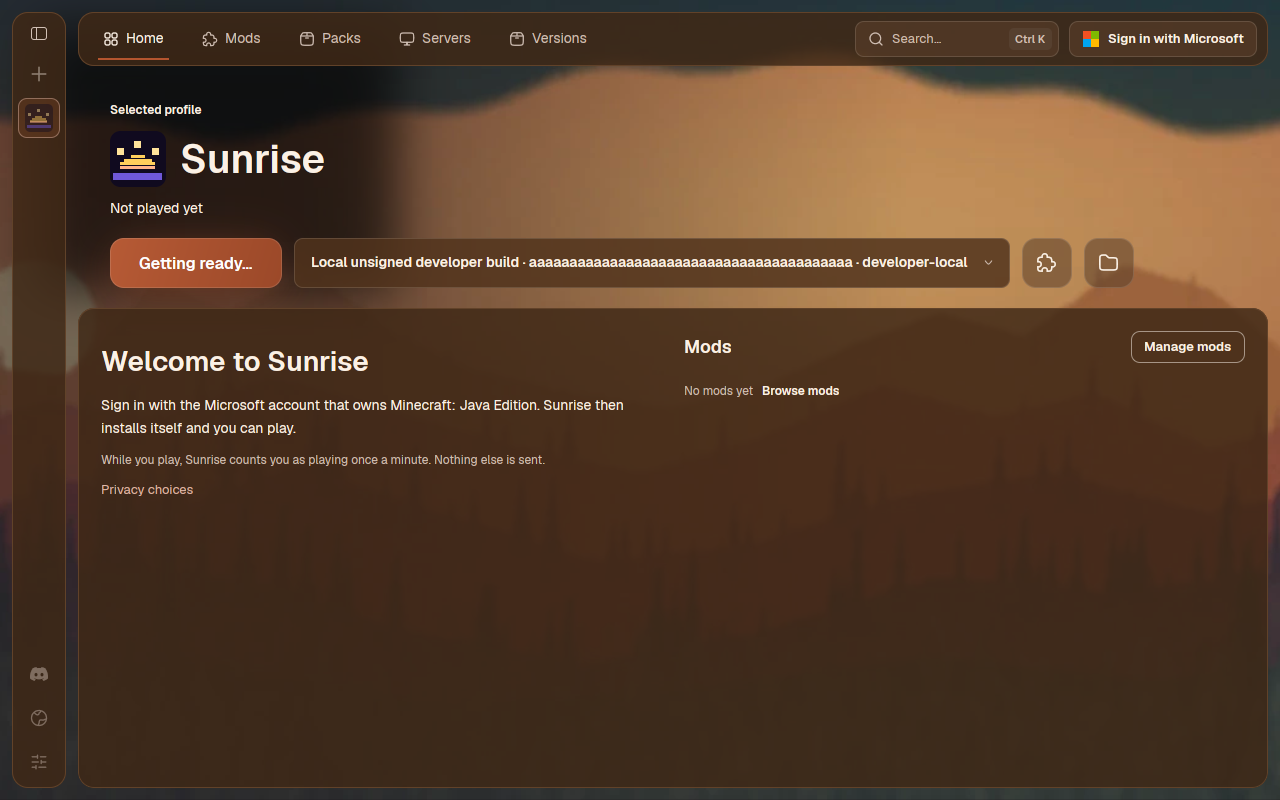 Home
Mods
Packs
Servers
Versions
Search...
Ctrl K
Sign in with Microsoft
Selected profile
Sunrise
Not played yet
Getting ready...
Local unsigned developer build · aaaaaaaaaaaaaaaaaaaaaaaaaaaaaaaaaaaaaaaa · developer-local
Welcome to Sunrise
Sign in with the Microsoft account that owns Minecraft: Java Edition. Sunrise then
installs itself and you can play.
While you play, Sunrise counts you as playing once a minute. Nothing else is sent.
Privacy choices
Mods
Manage mods
No mods yet Browse mods